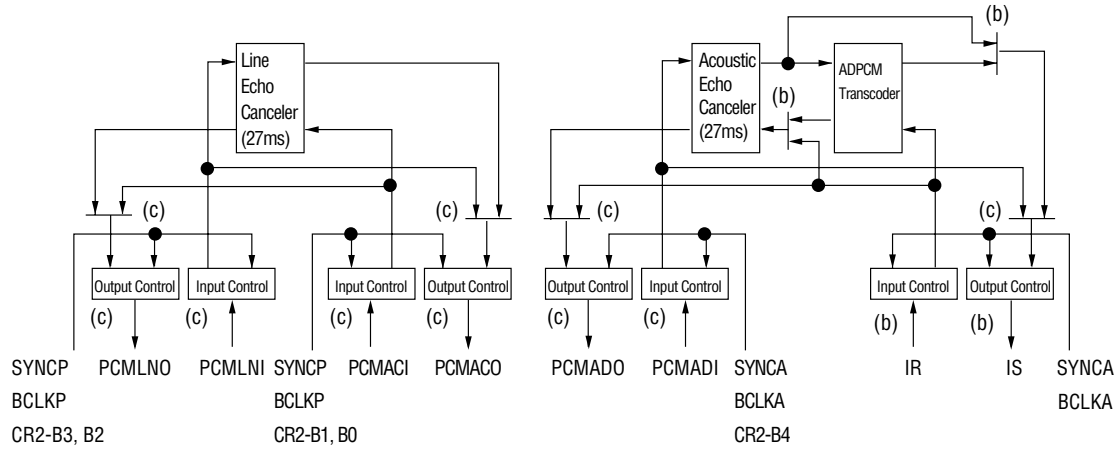 (b)
Line
Echo
Canceler
(27ms)
Acoustic
Echo
Canceler
(27ms)
(b)
ADPCM
Transcoder
(c)
(c)
(c)
(c)
Output Control
Input Control
Input Control
Output Control
Output Control
Input Control
Input Control
Output Control
(c)
(c)
(c)
(c)
(c)
(c)
(b)
(b)
SYNCP
PCMLNO
PCMLNI
SYNCP
PCMACI
PCMACO
PCMADO
PCMADI
SYNCA
IR
IS
SYNCA
BCLKP
BCLKP
BCLKA
BCLKA
CR2-B3, B2
CR2-B1, B0
CR2-B4